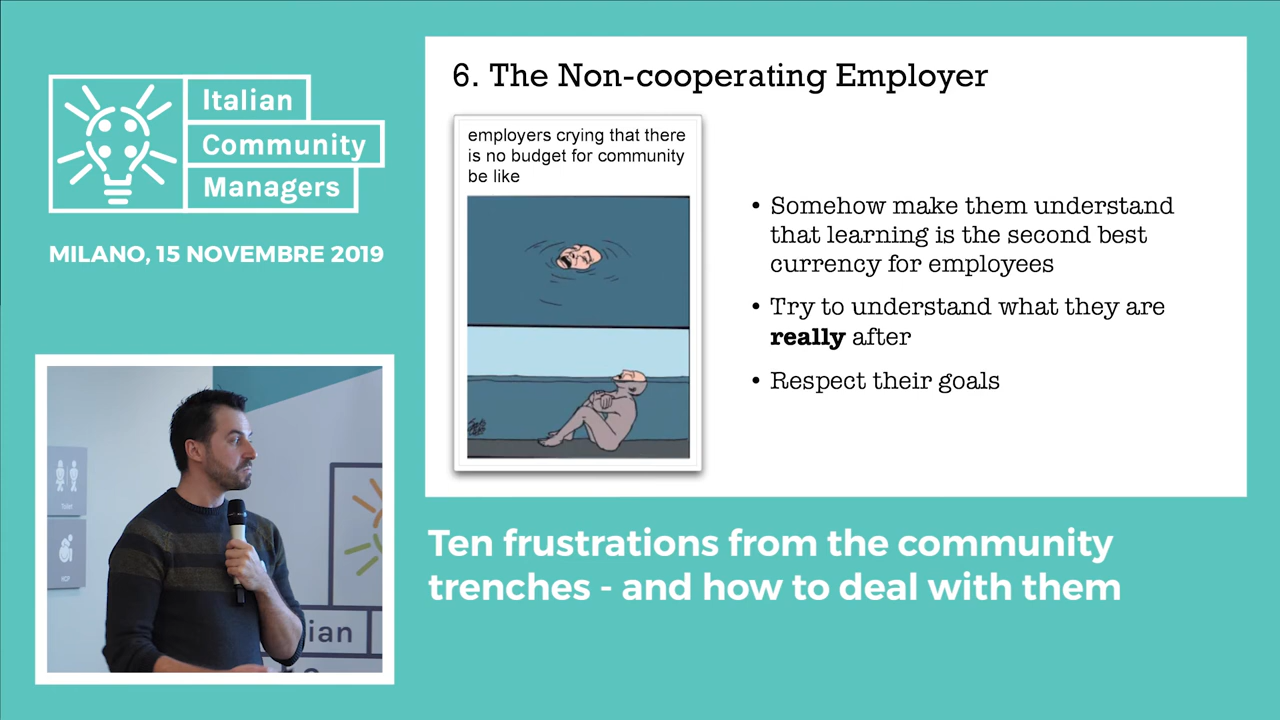 Italian
Community
Managers
MILANO, 15 NOVEMBRE 2019
6. The Non-cooperating Employer
employers crying that there
is no budget for community
be like
• Somehow make them understand
that learning is the second best
currency for employees
• Try to understand what they are
really after
• Respect their goals
Toilet
HCP
ian
Ten frustrations from the community
trenches - and how to deal with them